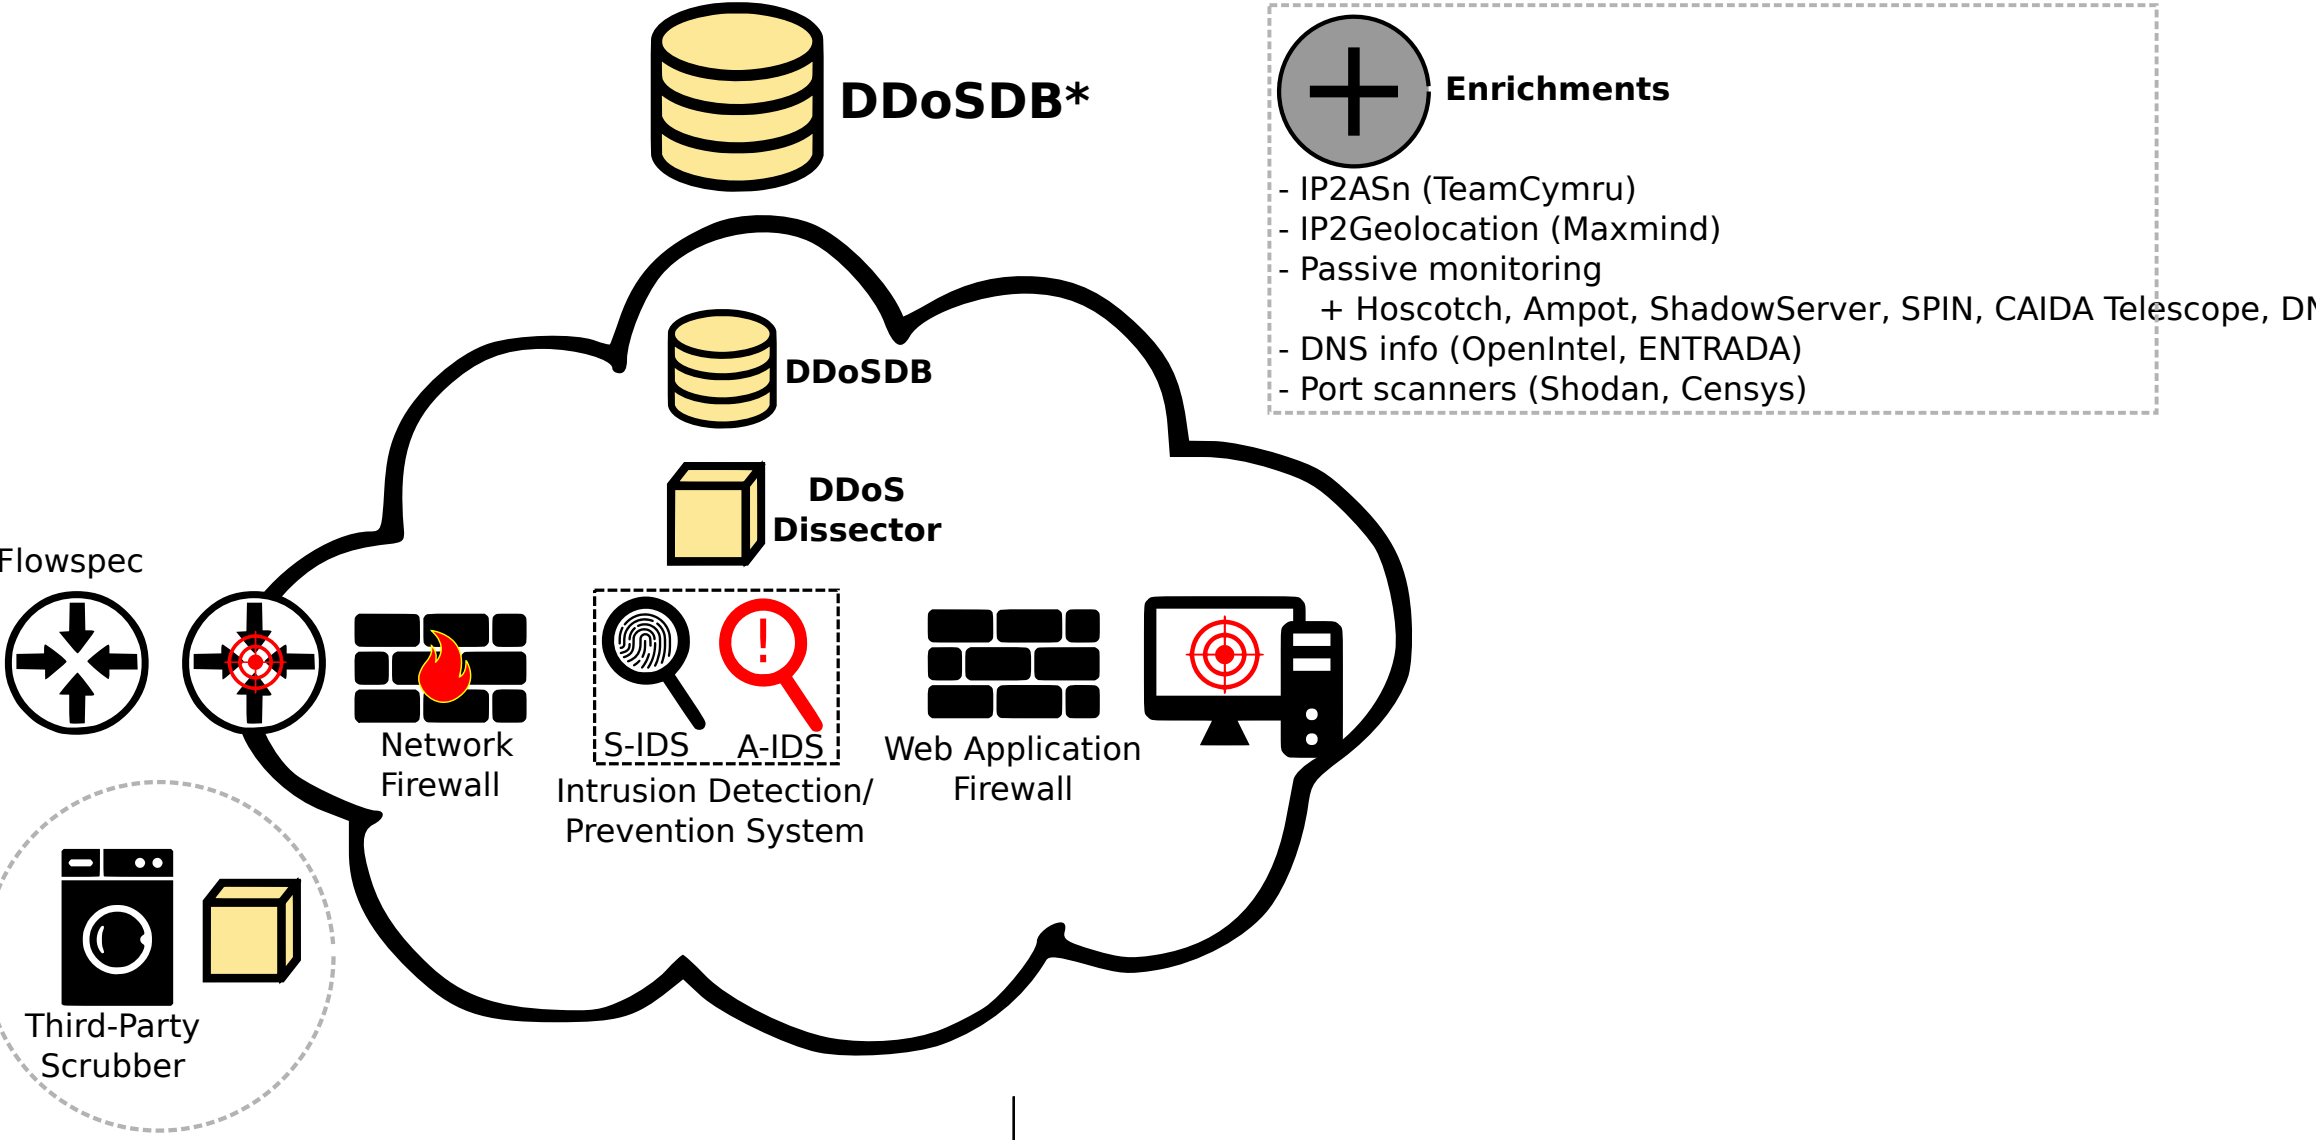 DDoSDB*
Enrichments
- IP2ASn (TeamCymru)
- IP2Geolocation (Maxmind)
- Passive monitoring
+ Hoscotch, Ampot, ShadowServer, SPIN, CAIDA Telescope,
- DNS info (OpenIntel, ENTRADA)
- Port scanners (Shodan, Censys)
DDoSDB
DDoS
Dissector
Flowspec
!
S-IDS A-IDS
Network
Firewall
Intrusion Detection/
Prevention System
Web Application
Firewall
Third-Party
Scrubber